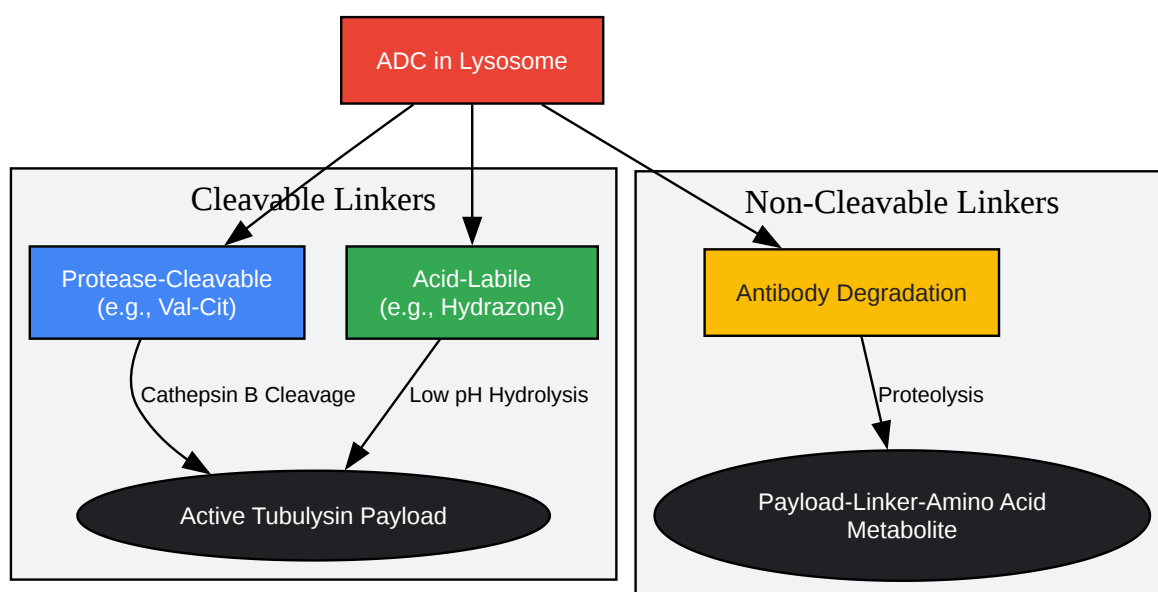 ADC in Lysosome
Cleavable Linkers
Non-Cleavable Linkers
Protease-Cleavable
(e.g., Val-Cit)
Acid-Labile
(e.g., Hydrazone)
Antibody Degradation
Cathepsin B Cleavage
Low pH Hydrolysis
Proteolysis
Active Tubulysin Payload
Payload-Linker-Amino Acid
Metabolite